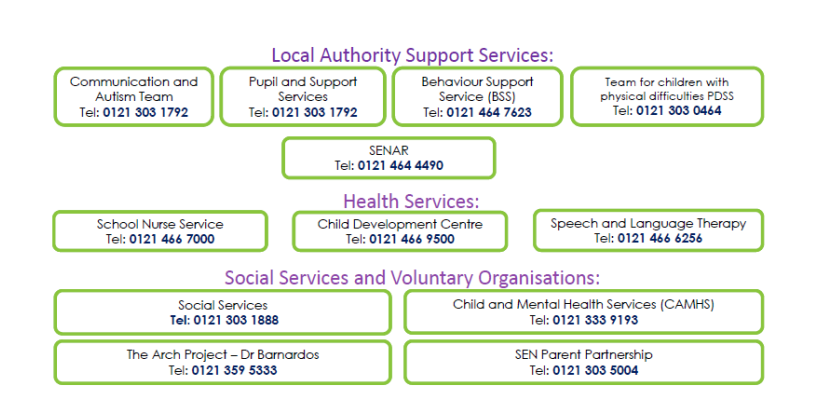 Local Authority Support Services:
Communication and
Autism Team
Tel: 0121 303 1792
Pupil and Support
Services
Tel: 0121 303 1792
Behaviour Support
Service (BSS)
Tel: 0121 464 7623
Team for children with
physical difficulties PDSS
Tel: 0121 303 0464
SENAR
Tel: 0121 464 4490
Health Services:
School Nurse Service
Tel: 0121 466 7000
Child Development Centre
Tel: 0121 466 9500
Speech and Language Therapy
Tel: 0121 466 6256
Social Services and Voluntary Organisations:
Social Services
Tel: 0121 303 1888
Child and Mental Health Services (CAMHS)
Tel: 0121 333 9193
The Arch Project – Dr Barnardos
Tel: 0121 359 5333
SEN Parent Partnership
Tel: 0121 303 5004